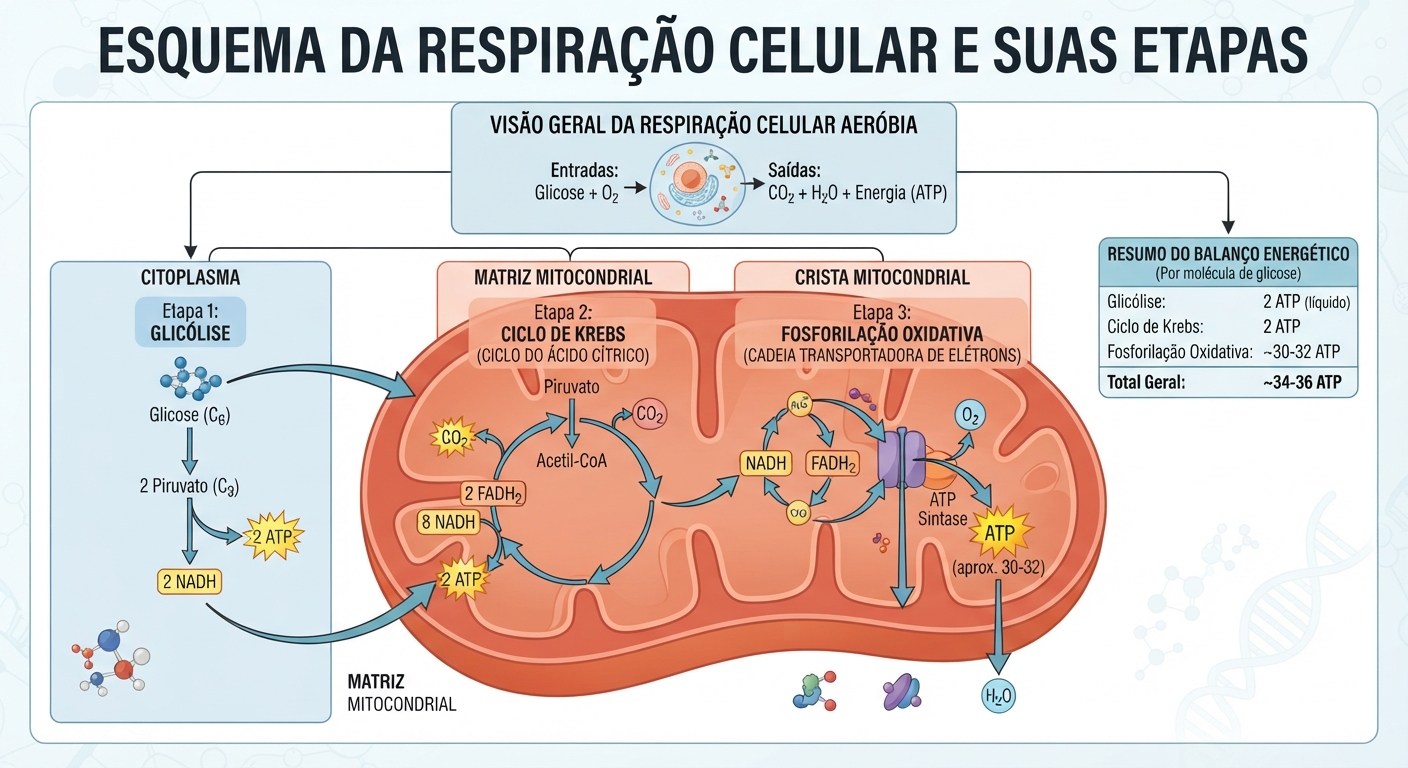 ESQUEMA DA RESPIRAÇÃO CELULAR E SUAS ETAPAS
VISÃO GERAL DA RESPIRAÇÃO CELULAR AERÓBIA
Entradas:
Glicose + O₂
Saídas:
CO₂ + H₂O + Energia (ATP)
CITOPLASMA
Etapa 1:
GLICÓLISE
Glicose (C₆)
2 Piruvato (C₃)
2 ATP
2 NADH
MATRIZ MITOCONDRIAL
Etapa 2:
CICLO DE KREBS
(CICLO DO ÁCIDO CÍTRICO)
Piruvato
CO₂
CO₂
Acetil-CoA
2 FADH₂
8 NADH
2 ATP
CRISTA MITOCONDRIAL
Etapa 3:
FOSFORILAÇÃO OXIDATIVA
(CADEIA TRANSPORTADORA DE ELÉTRONS)
NADH
FADH₂
O₂
ATP
Sintase
ATP
(aprox. 30-32)
H₂O
MATRIZ
MITOCONDRIAL
RESUMO DO BALANÇO ENERGÉTICO
(Por molécula de glicose)
Glicólise: 2 ATP (líquido)
Ciclo de Krebs: 2 ATP
Fosforilação Oxidativa: ~30-32 ATP
Total Geral: ~34-36 ATP